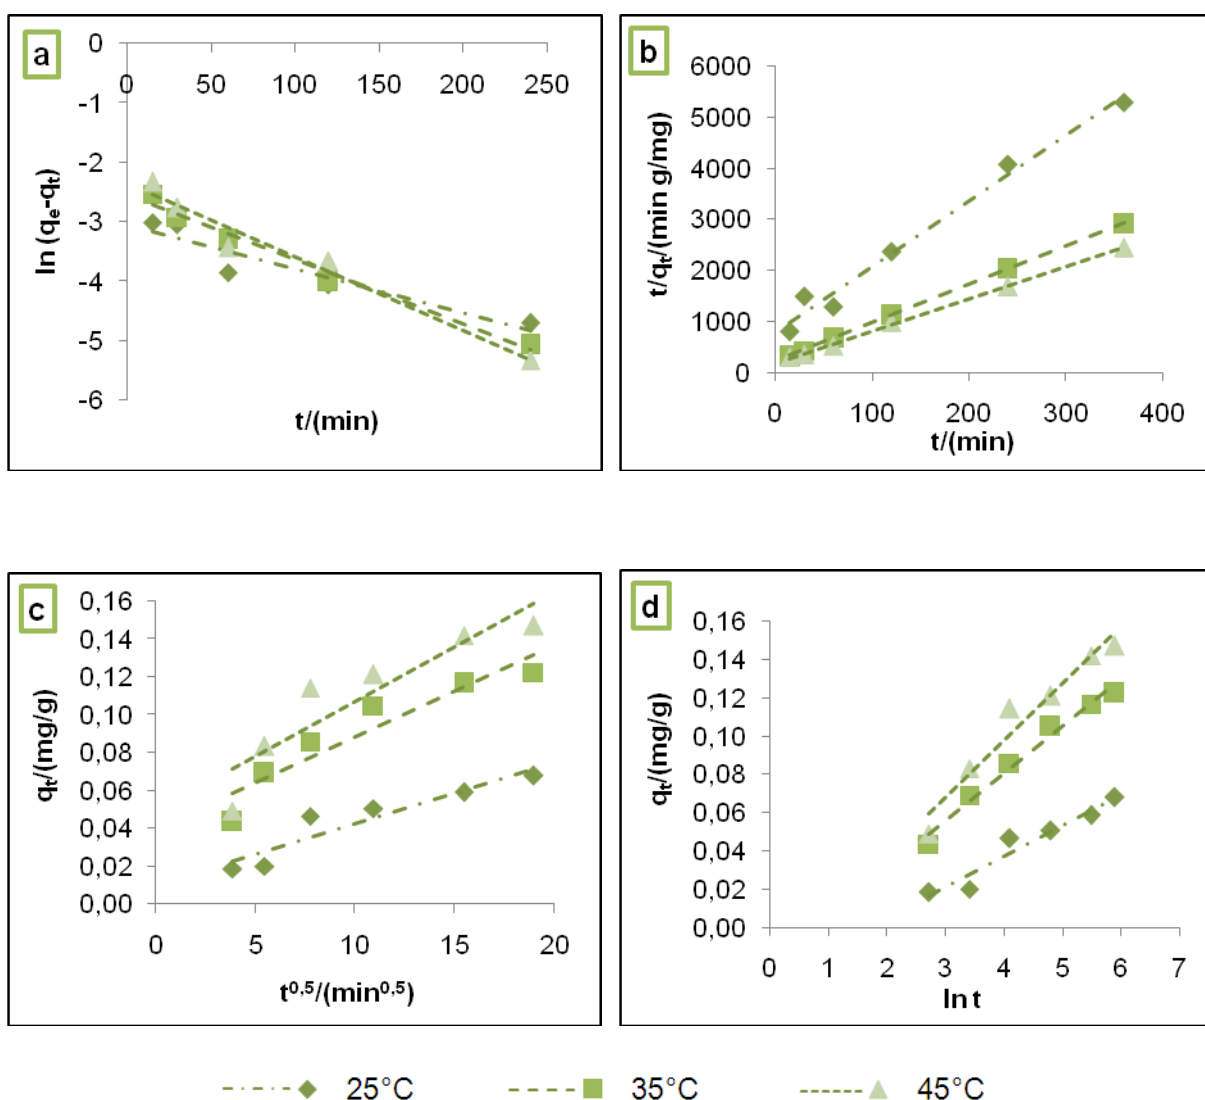 a
0
0 50 100 150 200 250
-1
-2
-3
-4
-5
-6
ln (qe-qt)
t/(min)
b
6000
5000
4000
3000
2000
1000
0
0 100 200 300 400
t/qt/(min g/mg)
t/(min)
c
0,16
0,14
0,12
0,10
0,08
0,06
0,04
0,02
0,00
0 5 10 15 20
qt/(mg/g)
t0,5/(min0,5)
d
0,16
0,14
0,12
0,10
0,08
0,06
0,04
0,02
0,00
0 1 2 3 4 5 6 7
qt/(mg/g)
ln t
25°C 35°C 45°C